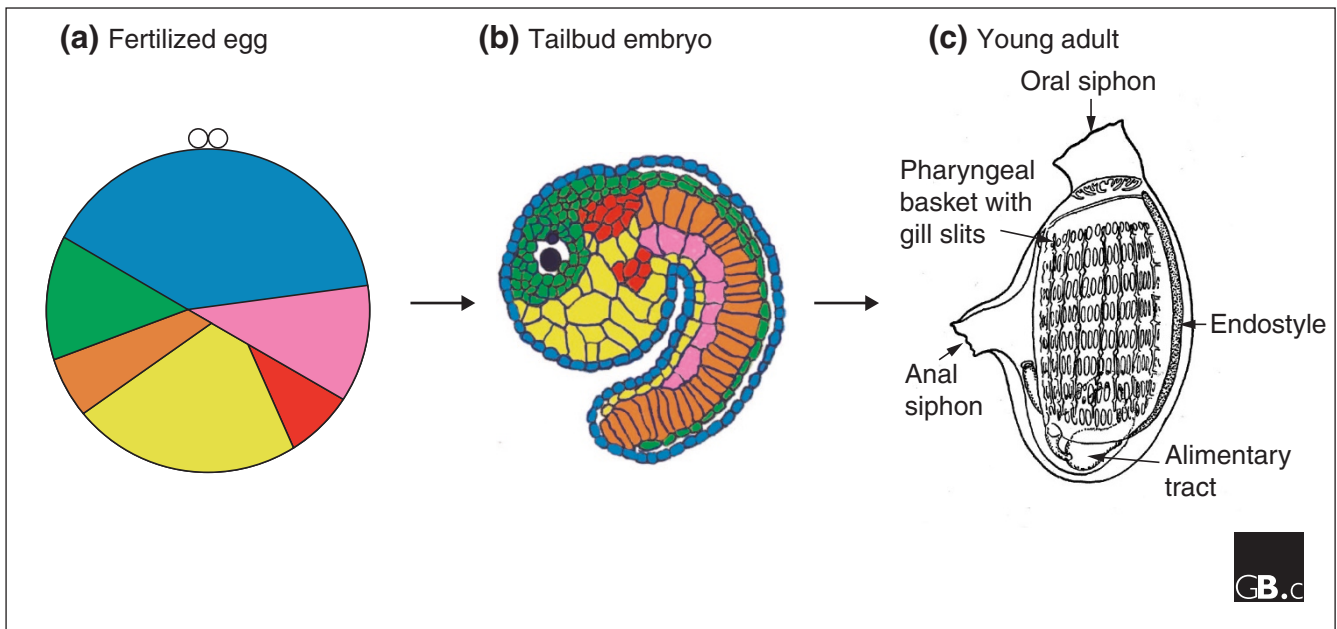 (a) Fertilized egg
(b) Tailbud embryo
(c) Young adult
Oral siphon
Pharyngeal
basket with
gill slits
Endostyle
Anal
siphon
Alimentary
tract
GB.c